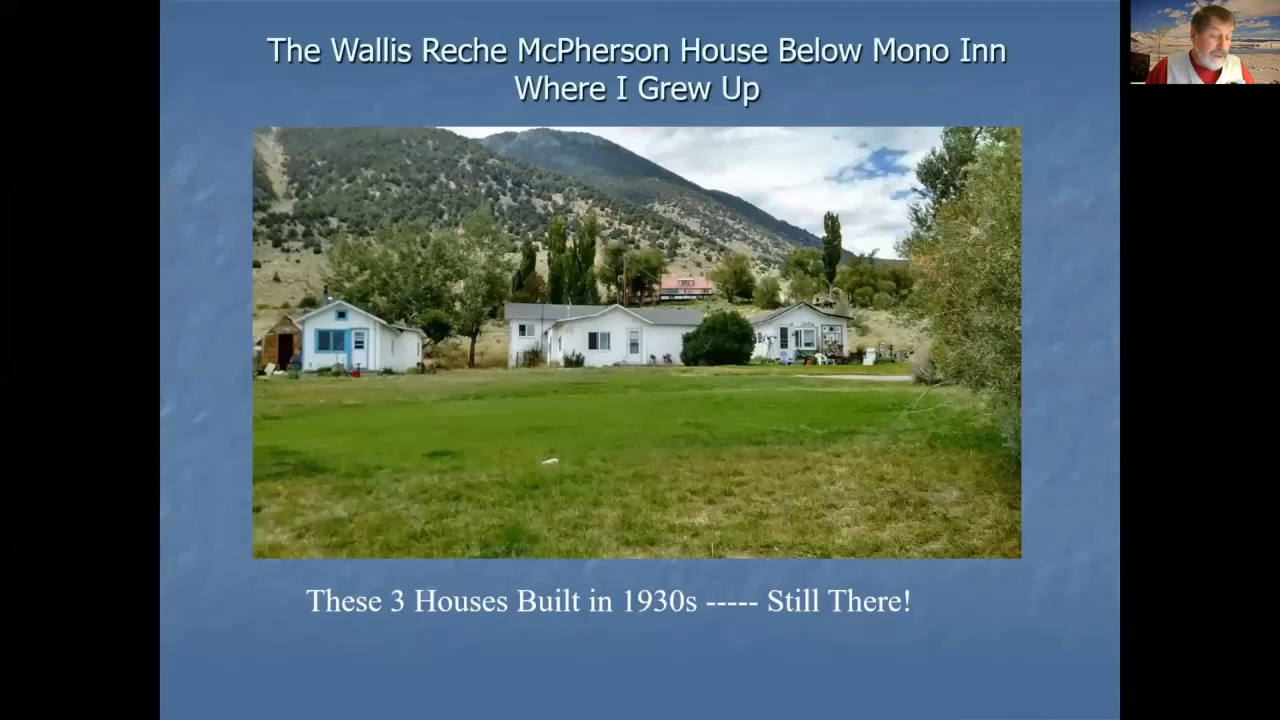 The Wallis Reche McPherson House Below Mono Inn
Where I Grew Up
These 3 Houses Built in 1930s ----- Still There!